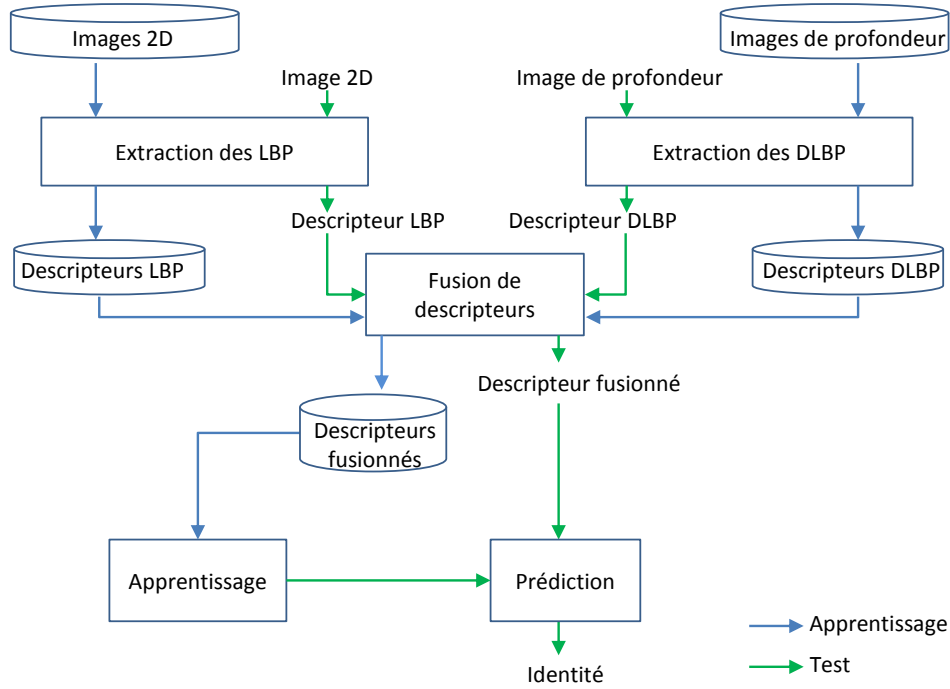 Images 2D
Images de profondeur
Image 2D
Image de profondeur
Extraction des LBP
Extraction des DLBP
Descripteur LBP
Descripteur DLBP
Descripteurs LBP
Fusion de
descripteurs
Descripteurs DLBP
Descripteur fusionné
Descripteurs
fusionnés
Apprentissage
Prédiction
Apprentissage
Test
Identité